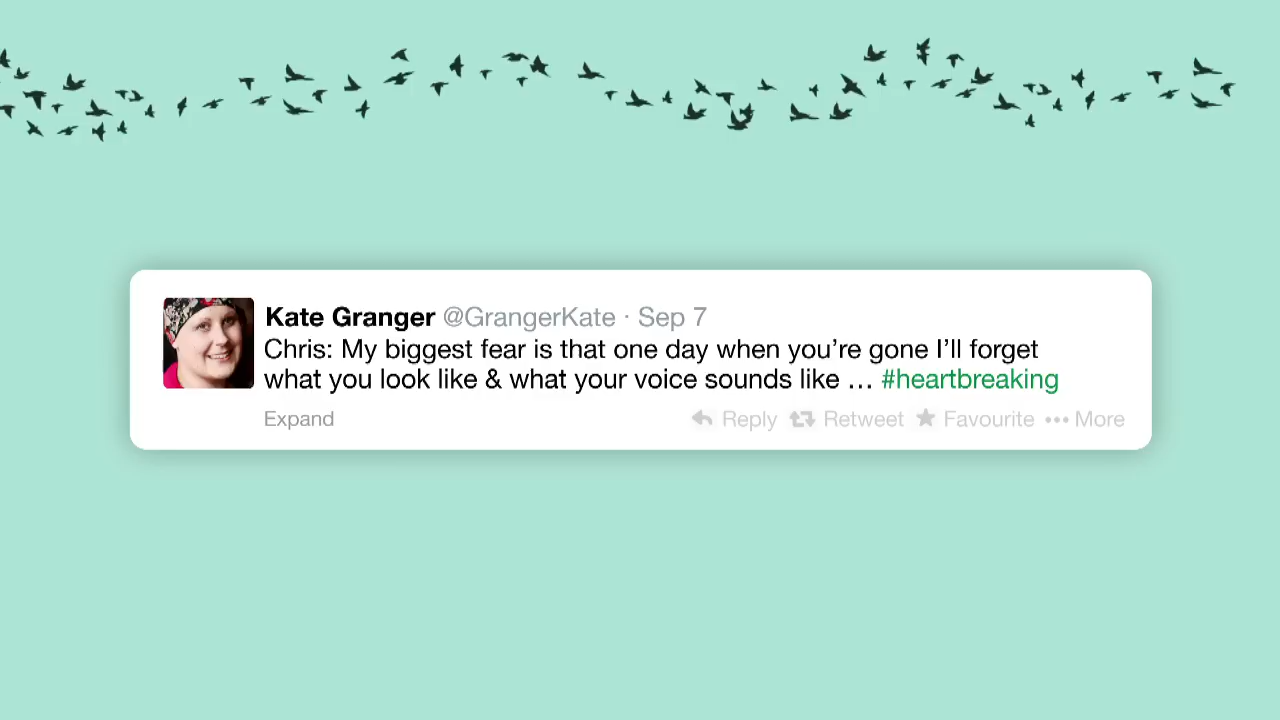 Kate Granger @GrangerKate · Sep 7
Chris: My biggest fear is that one day when you’re gone I’ll forget
what you look like & what your voice sounds like … #heartbreaking
Expand Reply Retweet Favourite More